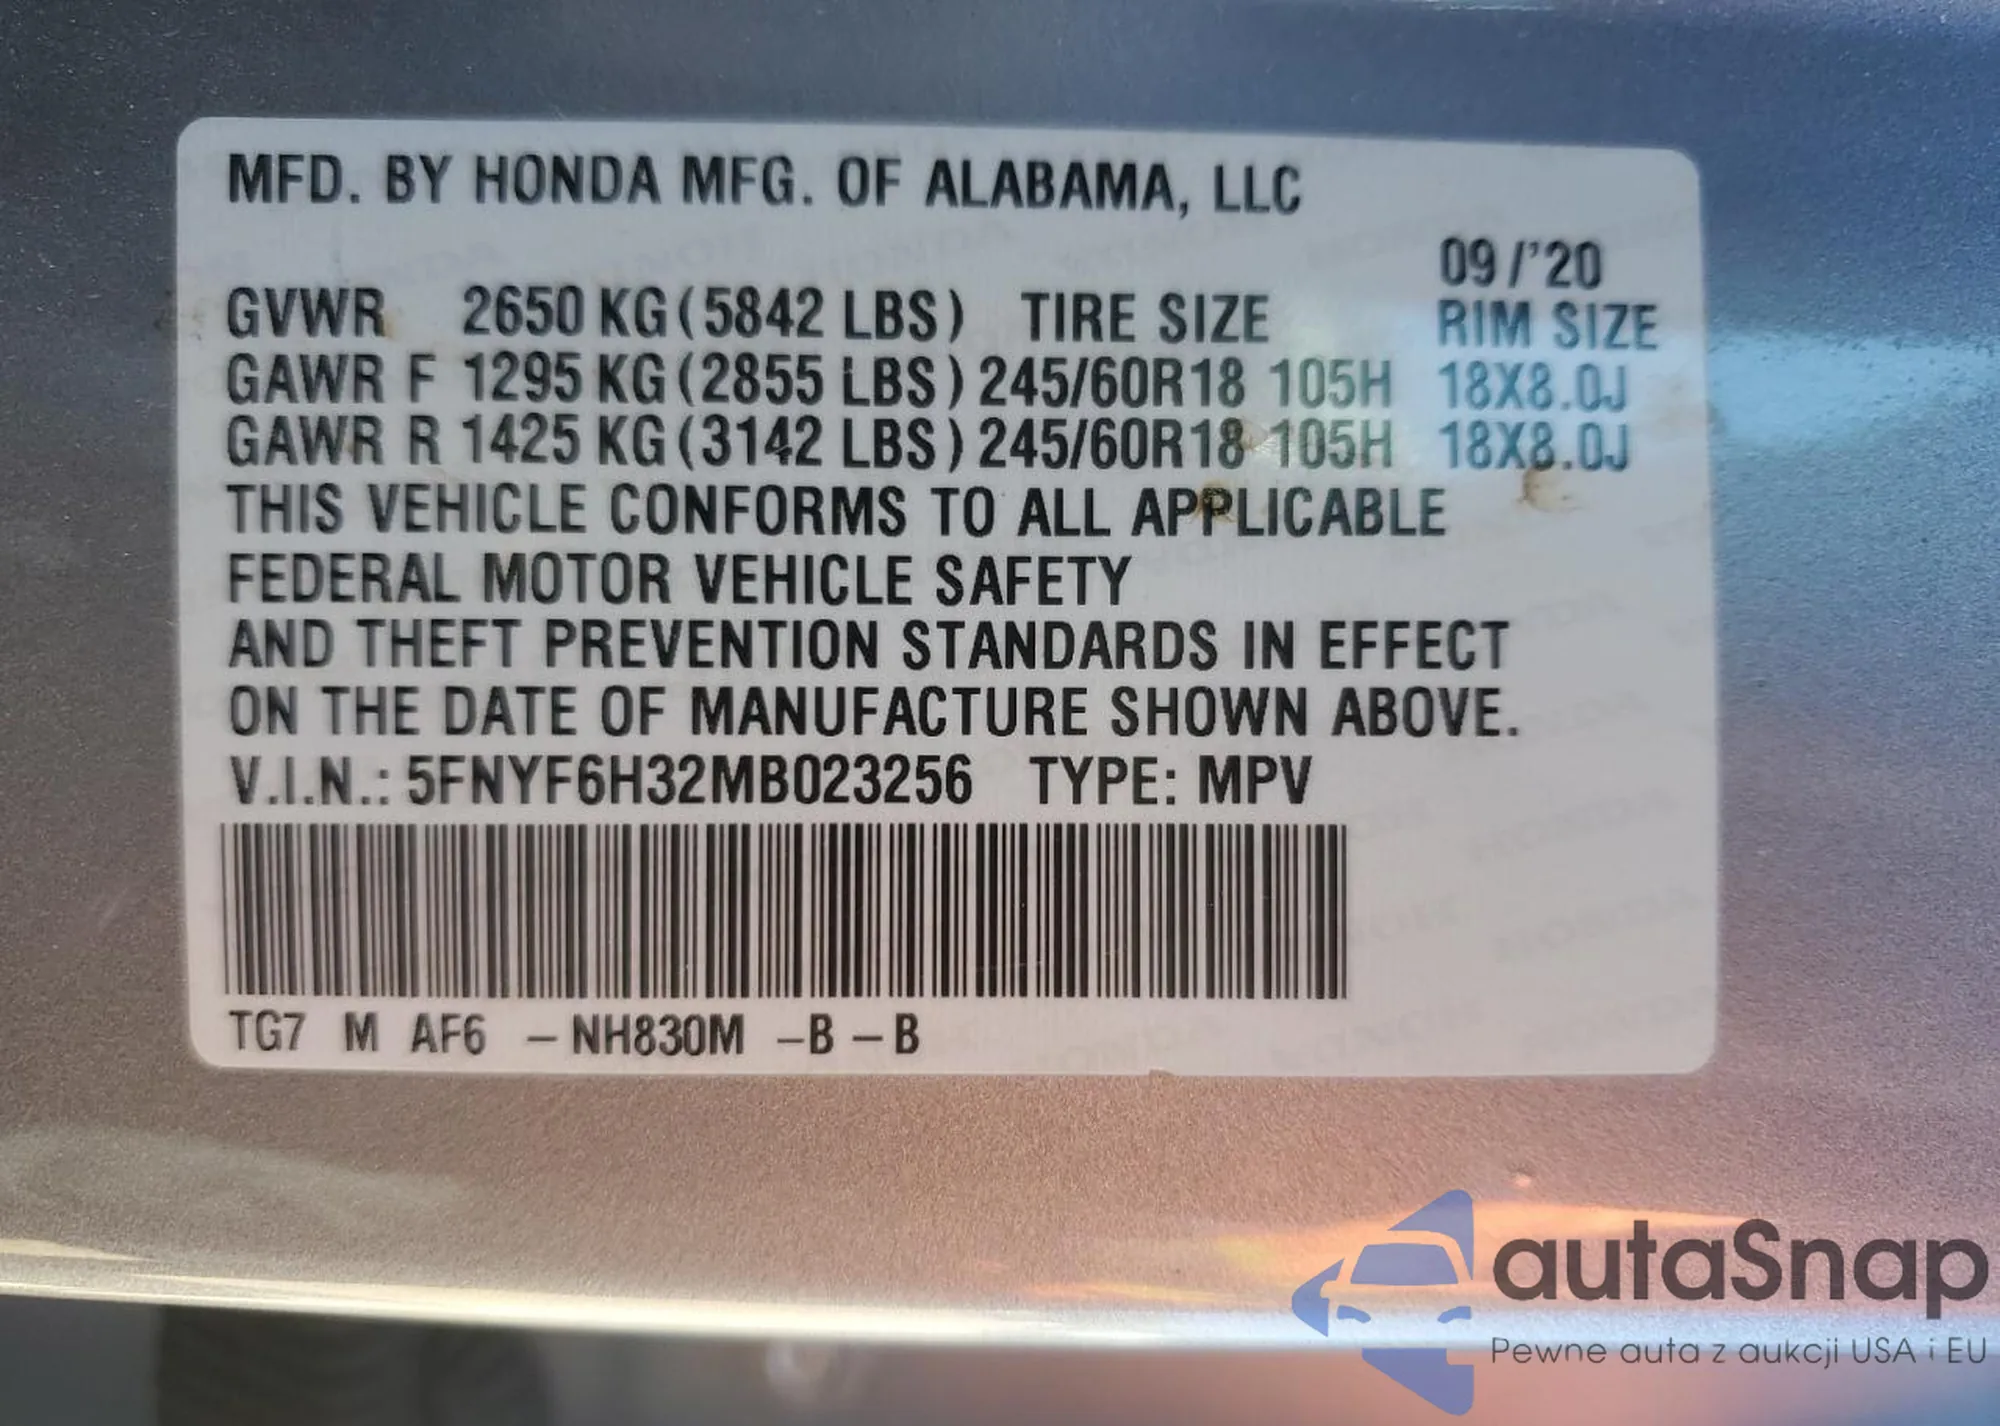 MFD. BY HONDA MFG. OF ALABAMA, LLC
09/'20
GVWR 2650 KG (5842 LBS) TIRE SIZE RIM SIZE
GAWR F 1295 KG (2855 LBS) 245/60R18 105H 18X8.0J
GAWR R 1425 KG (3142 LBS) 245/60R18 105H 18X8.0J
THIS VEHICLE CONFORMS TO ALL APPLICABLE
FEDERAL MOTOR VEHICLE SAFETY
AND THEFT PREVENTION STANDARDS IN EFFECT
ON THE DATE OF MANUFACTURE SHOWN ABOVE.
V.I.N.: 5FNYF6H32MB023256 TYPE: MPV
TG7 M AF6 –NH830M –B –B
autaSnap
Pewne auta z aukcji USA i EU